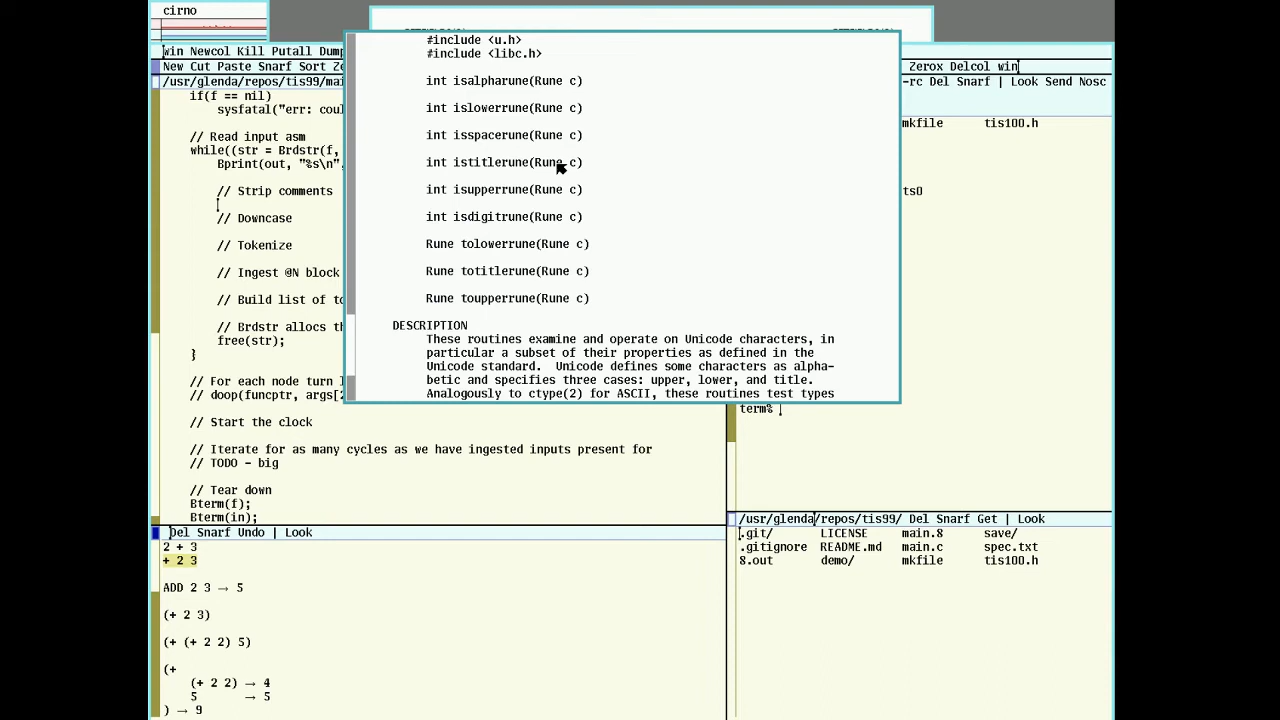 cirno
win Newcol Kill Putall Dump
New Cut Paste Snarf Sort
/usr/glenda/repos/tis99/
if(f == nil)
sysfatal("err:
// Read input asm
while((str = Brdstr(f,
Bprint(out, "%s\n",
// Strip comments
// Downcase
// Tokenize
// Ingest @N block
// Build list of
// Brdstr allocs
free(str);
}
// For each node turn
// doop(funcptr,
// Start the clock
// Iterate for as many cycles as we have ingested inputs present for
// TODO - big
// Tear down
Bterm(f);
Bterm(in);
#include <u.h>
#include <libc.h>
int isalpharune(Rune c)
int islowerrune(Rune c)
int isspacerune(Rune c)
int istitlerune(Rune c)
int isupperrune(Rune c)
int isdigitrune(Rune c)
Rune tolowerrune(Rune c)
Rune totitlerune(Rune c)
Rune toupperrune(Rune c)
DESCRIPTION
These routines examine and operate on Unicode characters, in
particular a subset of their properties as defined in the
Unicode standard.  Unicode defines some characters as alpha-
betic and specifies three cases: upper, lower, and title.
Analogously to ctype(2) for ASCII, these routines test types
Zerox Delcol win
-rc Del Snarf | Look Send Nosc
mkfile tis100.h
ts0
term%
Del Snarf Undo | Look
2 + 3
+ 2 3
ADD 2 3 → 5
(+ 2 3)
(+ (+ 2 2) 5)
(+
(+ 2 2) → 4
5 → 5
) → 9
/usr/glenda/repos/tis99/ Del Snarf Get | Look
.git/ LICENSE main.8 save/
.gitignore README.md main.c spec.txt
8.out demo/ mkfile tis100.h